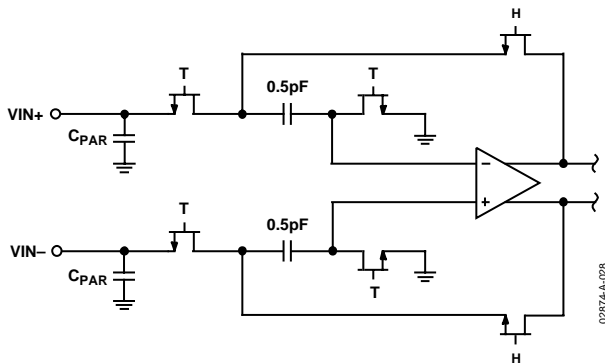 H
T
0.5pF
T
VIN+
CPAR
−
+
T
0.5pF
VIN–
CPAR
T
H
02874-A-028